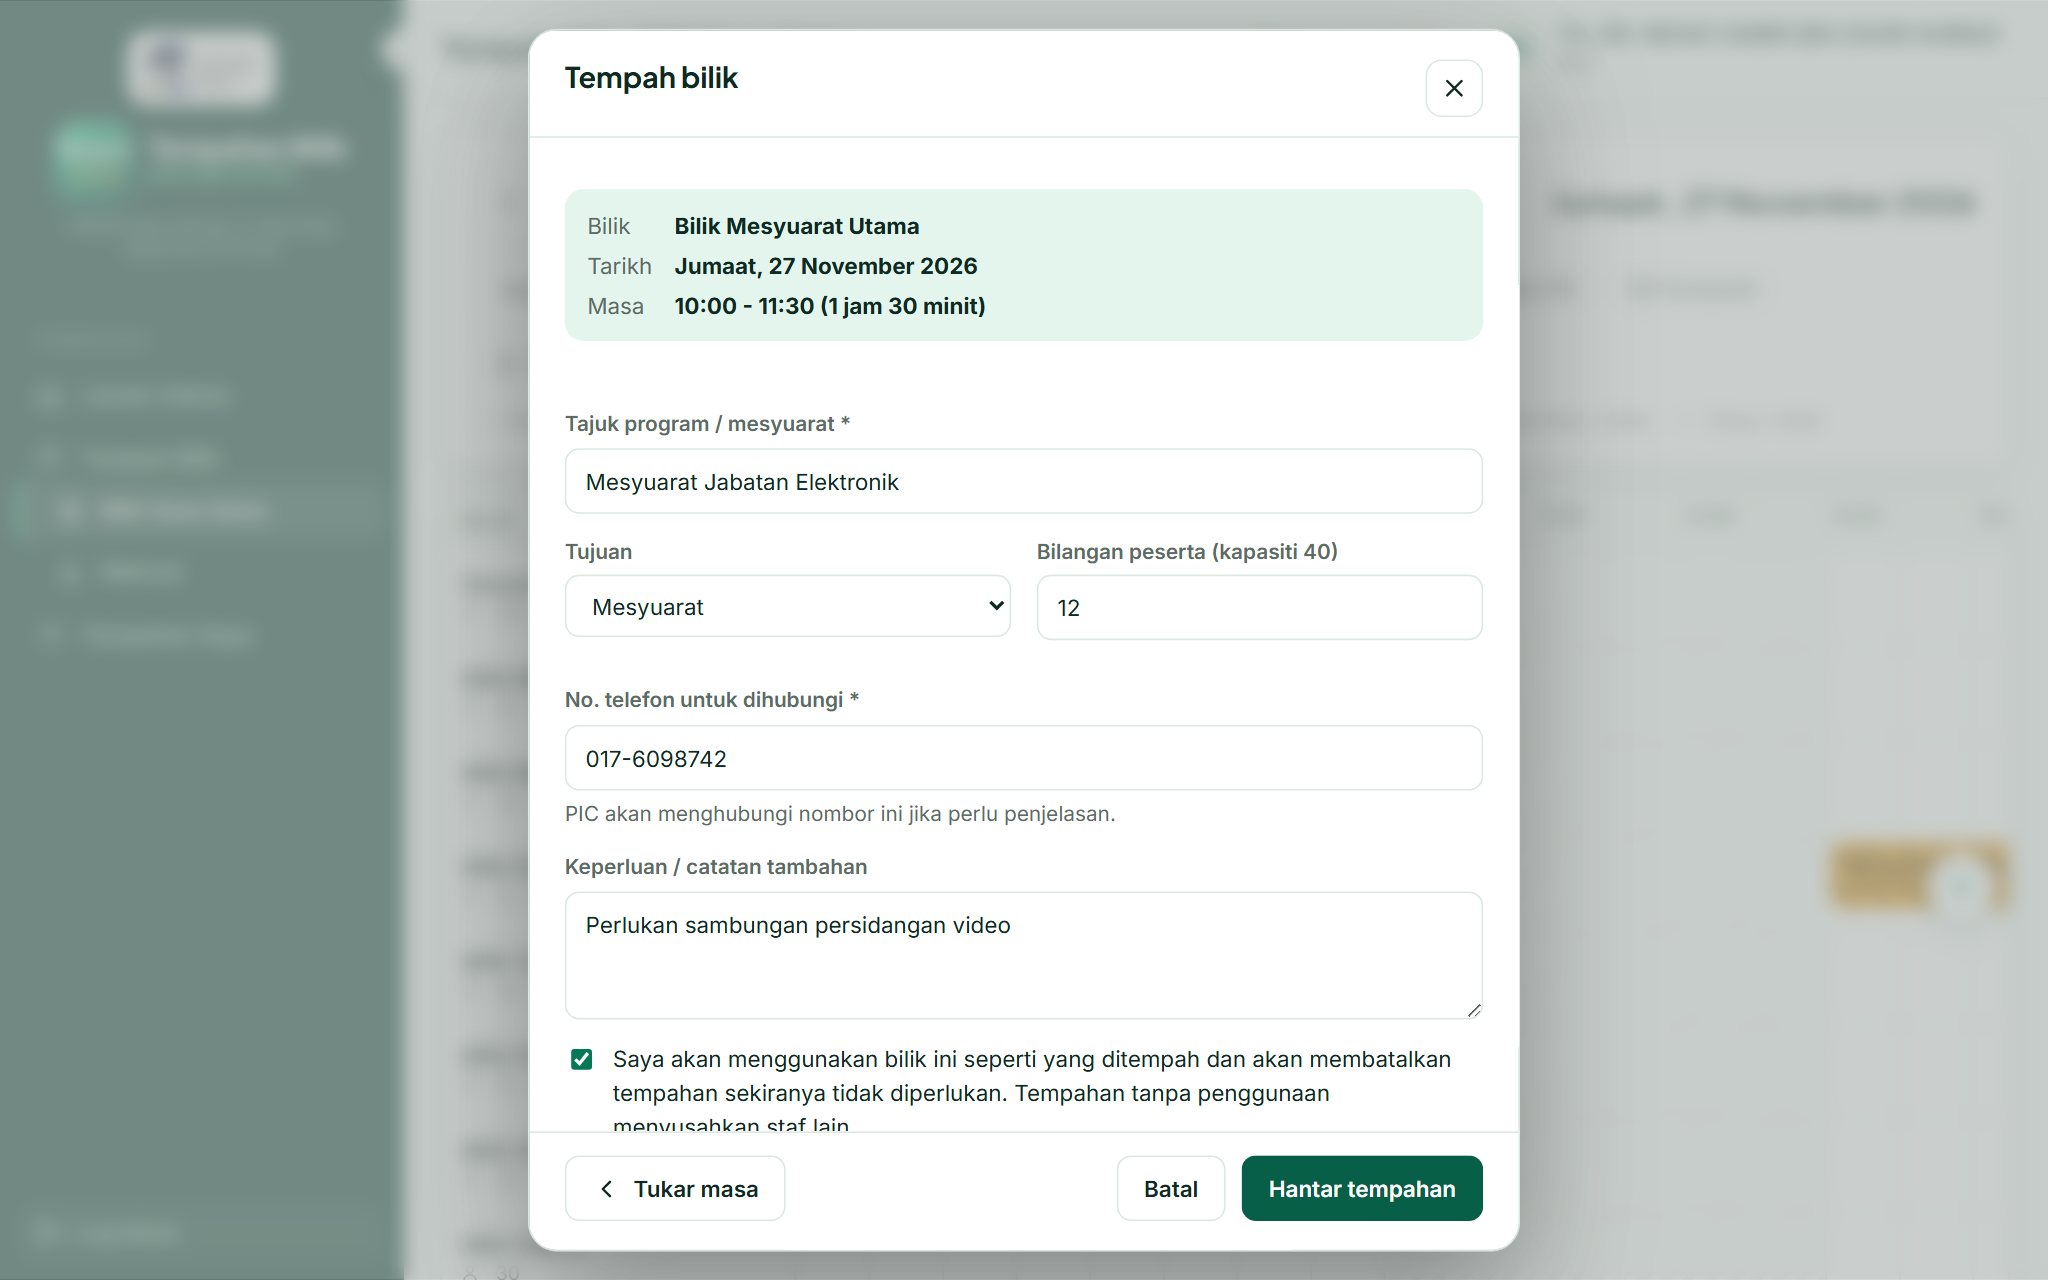 Tempah bilik
Bilik Bilik Mesyuarat Utama
Tarikh Jumaat, 27 November 2026
Masa 10:00 - 11:30 (1 jam 30 minit)
Tajuk program / mesyuarat *
Mesyuarat Jabatan Elektronik
Tujuan
Bilangan peserta (kapasiti 40)
Mesyuarat
12
No. telefon untuk dihubungi *
017-6098742
PIC akan menghubungi nombor ini jika perlu penjelasan.
Keperluan / catatan tambahan
Perlukan sambungan persidangan video
Saya akan menggunakan bilik ini seperti yang ditempah dan akan membatalkan
tempahan sekiranya tidak diperlukan. Tempahan tanpa penggunaan
menyusahkan staf lain
Tukar masa
Batal
Hantar tempahan